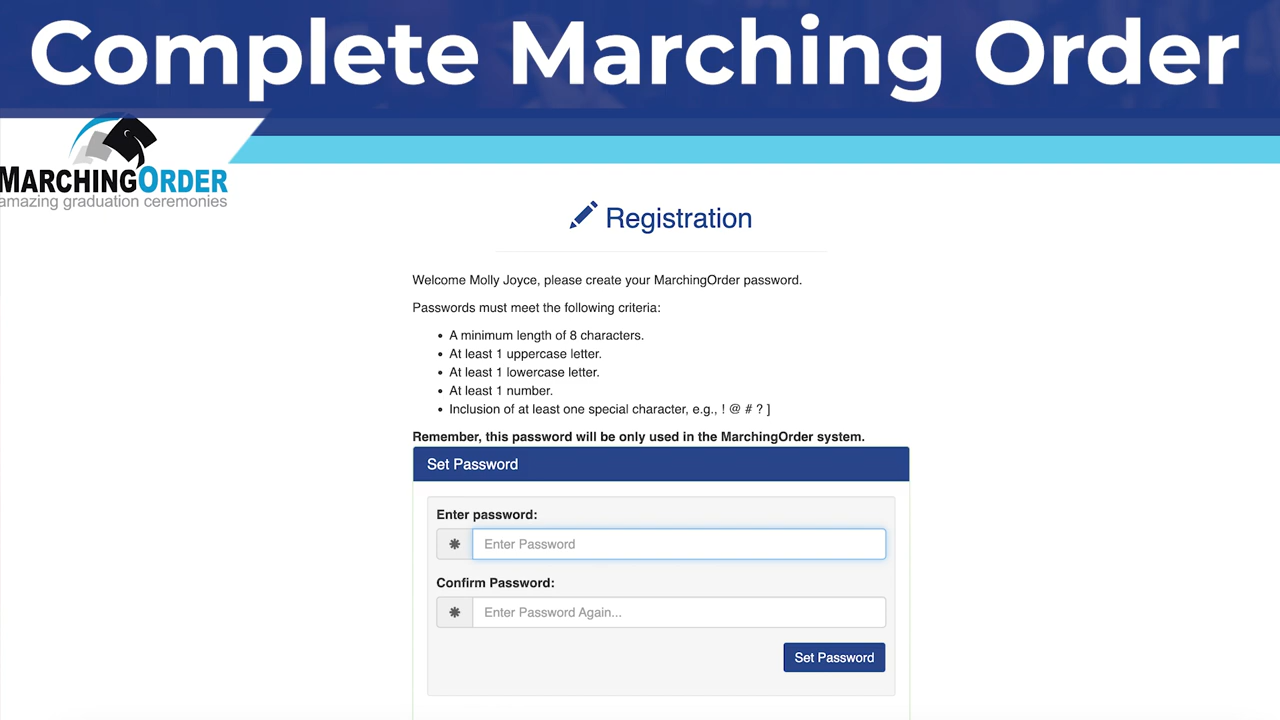 Complete Marching Order
MARCHINGORDER
amazing graduation ceremonies
Registration
Welcome Molly Joyce, please create your MarchingOrder password.
Passwords must meet the following criteria:
• A minimum length of 8 characters.
• At least 1 uppercase letter.
• At least 1 lowercase letter.
• At least 1 number.
• Inclusion of at least one special character, e.g., ! @ # ? ]
Remember, this password will be only used in the MarchingOrder system.
Set Password
Enter password:
Enter Password
Confirm Password:
Enter Password Again...
Set Password